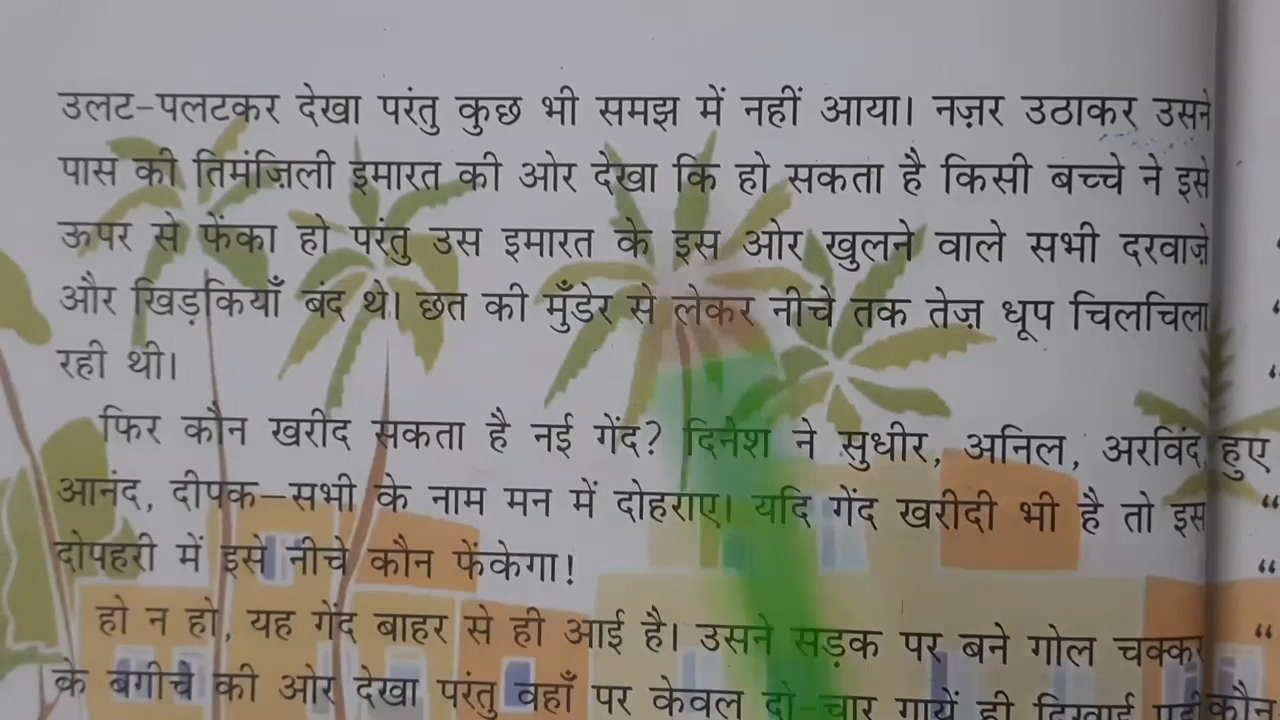 उलट-पलटकर देखा परंतु कुछ भी समझ में नहीं आया। नज़र उठाकर उसने
पास की तिमंज़िली इमारत की ओर देखा कि हो सकता है किसी बच्चे ने इसे
ऊपर से फेंका हो परंतु उस इमारत के इस ओर खुलने वाले सभी दरवाज़े
और खिड़कियाँ बंद थे। छत की मुँडेर से लेकर नीचे तक तेज़ धूप चिलचिला
रही थी।
फिर कौन खरीद सकता है नई गेंद? दिनेश ने सुधीर, अनिल, अरविंद, हुए
आनंद, दीपक–सभी के नाम मन में दोहराए। यदि गेंद खरीदी भी है तो इस
दोपहरी में इसे नीचे कौन फेंकेगा!
हो न हो, यह गेंद बाहर से ही आई है। उसने सड़क पर बने गोल चक्कर
के बगीचे की ओर देखा परंतु वहाँ पर केवल दो-चार गायें ही दिखाई कौन